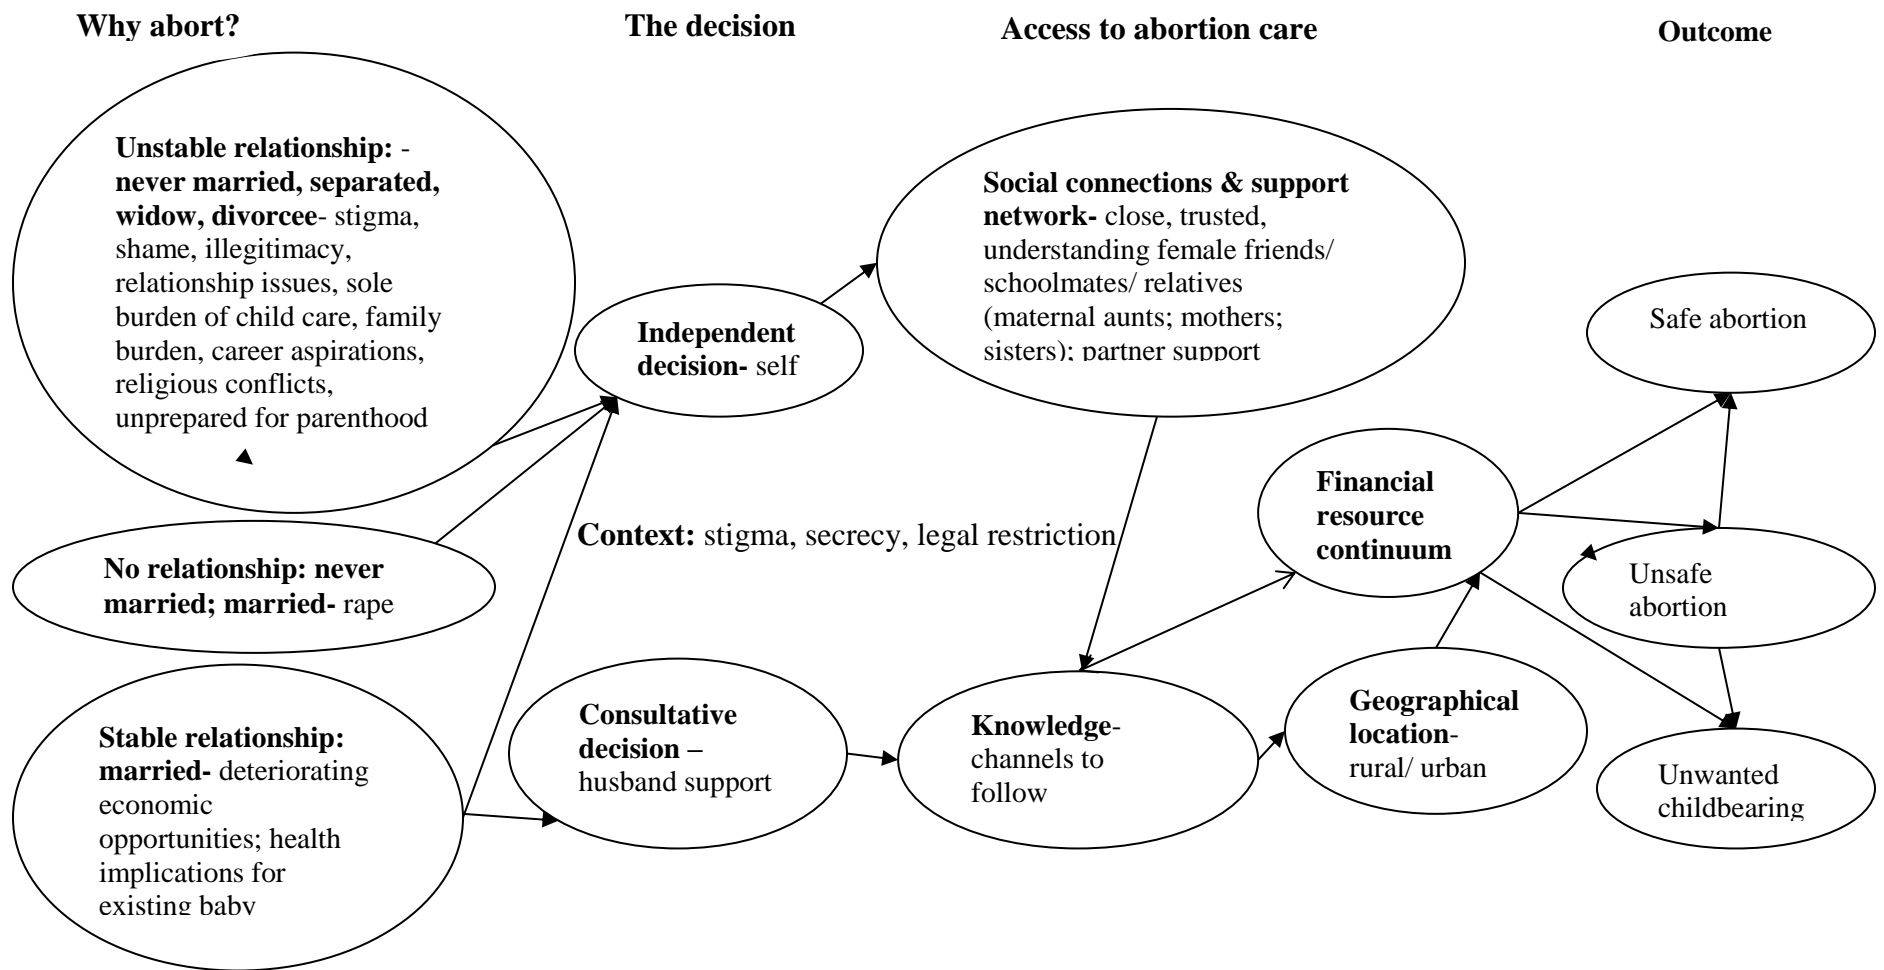 Why abort?
The decision
Access to abortion care
Outcome
Unstable relationship: -
never married, separated,
widow, divorcee- stigma,
shame, illegitimacy,
relationship issues, sole
burden of child care, family
burden, career aspirations,
religious conflicts,
unprepared for parenthood
No relationship: never
married; married- rape
Stable relationship:
married- deteriorating
economic
opportunities; health
implications for
existing baby
Independent
decision- self
Context: stigma, secrecy, legal restriction
Consultative
decision –
husband support
Social connections & support
network- close, trusted,
understanding female friends/
schoolmates/ relatives
(maternal aunts; mothers;
sisters); partner support
Knowledge-
channels to
follow
Financial
resource
continuum
Geographical
location-
rural/ urban
Safe abortion
Unsafe
abortion
Unwanted
childbearing